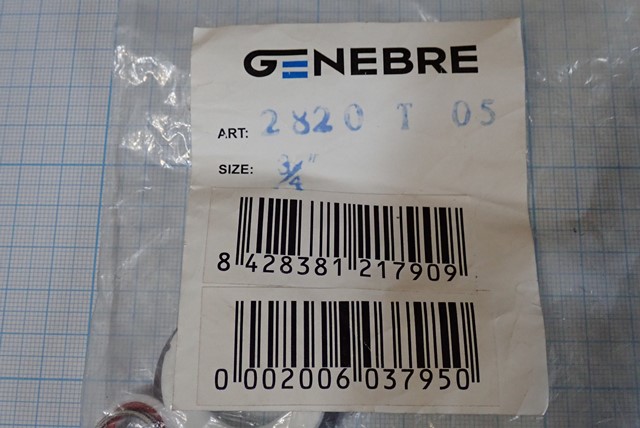 GENEBRE
ART: 2820 T 05
SIZE: 3/4"
8 428381 217909
0 002006 037950